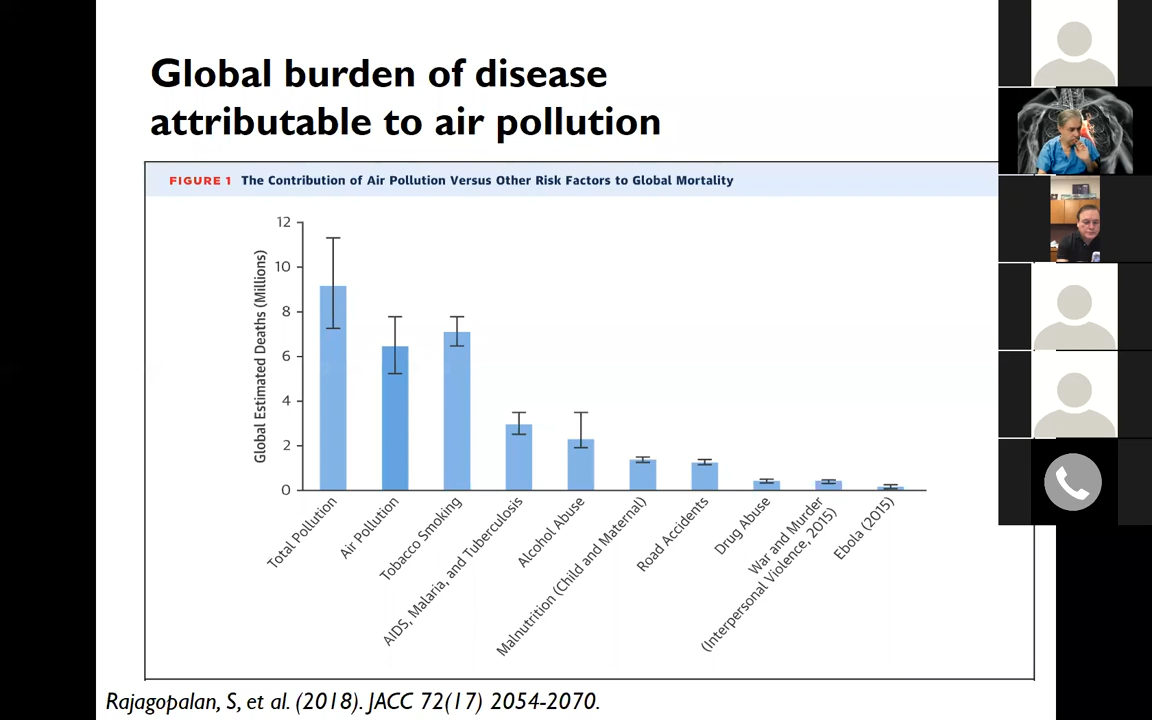 Global burden of disease
attributable to air pollution
FIGURE 1 The Contribution of Air Pollution Versus Other Risk Factors to Global Mortality
Global Estimated Deaths (Millions)
12
10
8
6
4
2
0
Total Pollution
Air Pollution
Tobacco Smoking
AIDS, Malaria, and Tuberculosis
Alcohol Abuse
Malnutrition (Child and Maternal)
Road Accidents
Drug Abuse
War and Murder
(Interpersonal Violence, 2015)
Ebola (2015)
Rajagopalan, S, et al. (2018). JACC 72(17) 2054-2070.